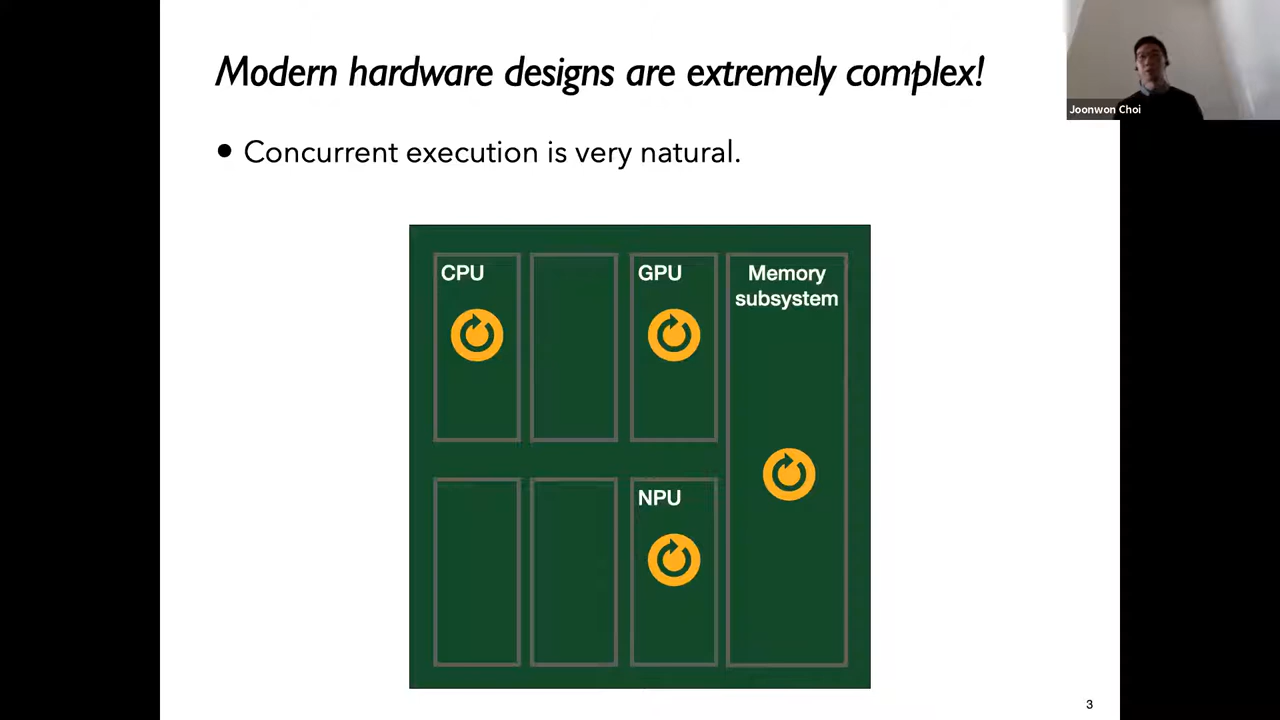 Modern hardware designs are extremely complex!
Joonwon Choi
● Concurrent execution is very natural.
CPU
GPU
Memory
subsystem
NPU
3